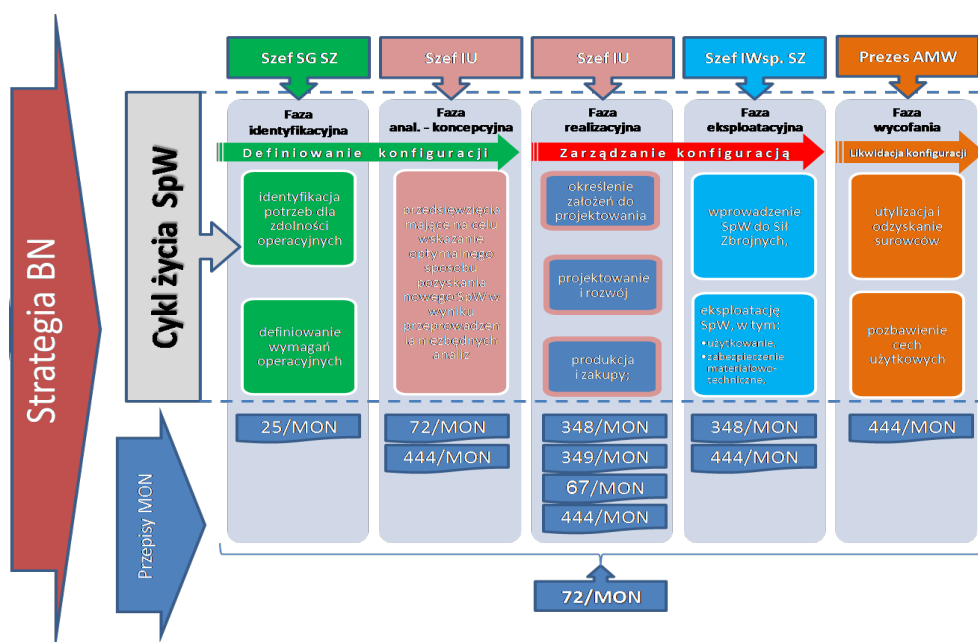 Strategia BN
Cykl życia SpW
Przepisy MON
Szef SG SZ
Szef IU
Szef IU
Szef IWsp. SZ
Prezes AMW
Faza
identyfikacyjna
Faza
anal. – koncepcyjna
Faza
realizacyjna
Faza
eksploatacyjna
Faza
wycofania
Definiowanie konfiguracji
Zarządzanie konfiguracją
Likwidacja konfiguracji
identyfikacja
potrzeb dla
zdolności
operacyjnych
definiowanie
wymagań
operacyjnych
przedsięwzięcia
mające na celu
wskazanie
optymalnego
sposobu
pozyskania
nowego SpW w
wyniku
przeprowadzen
ia niezbędnych
analiz
określenie
założeń do
projektowania
projektowanie
i rozwój
produkcja
i zakupy;
wprowadzenie
SpW do Sił
Zbrojnych,
eksploatację
SpW, w tym:
•użytkowanie,
•zabezpieczenie
materiałowo-
techniczne,
utylizacja i
odzyskanie
surowców
pozbawienie
cech
użytkowych
25/MON
72/MON
444/MON
348/MON
349/MON
67/MON
444/MON
348/MON
444/MON
444/MON
72/MON